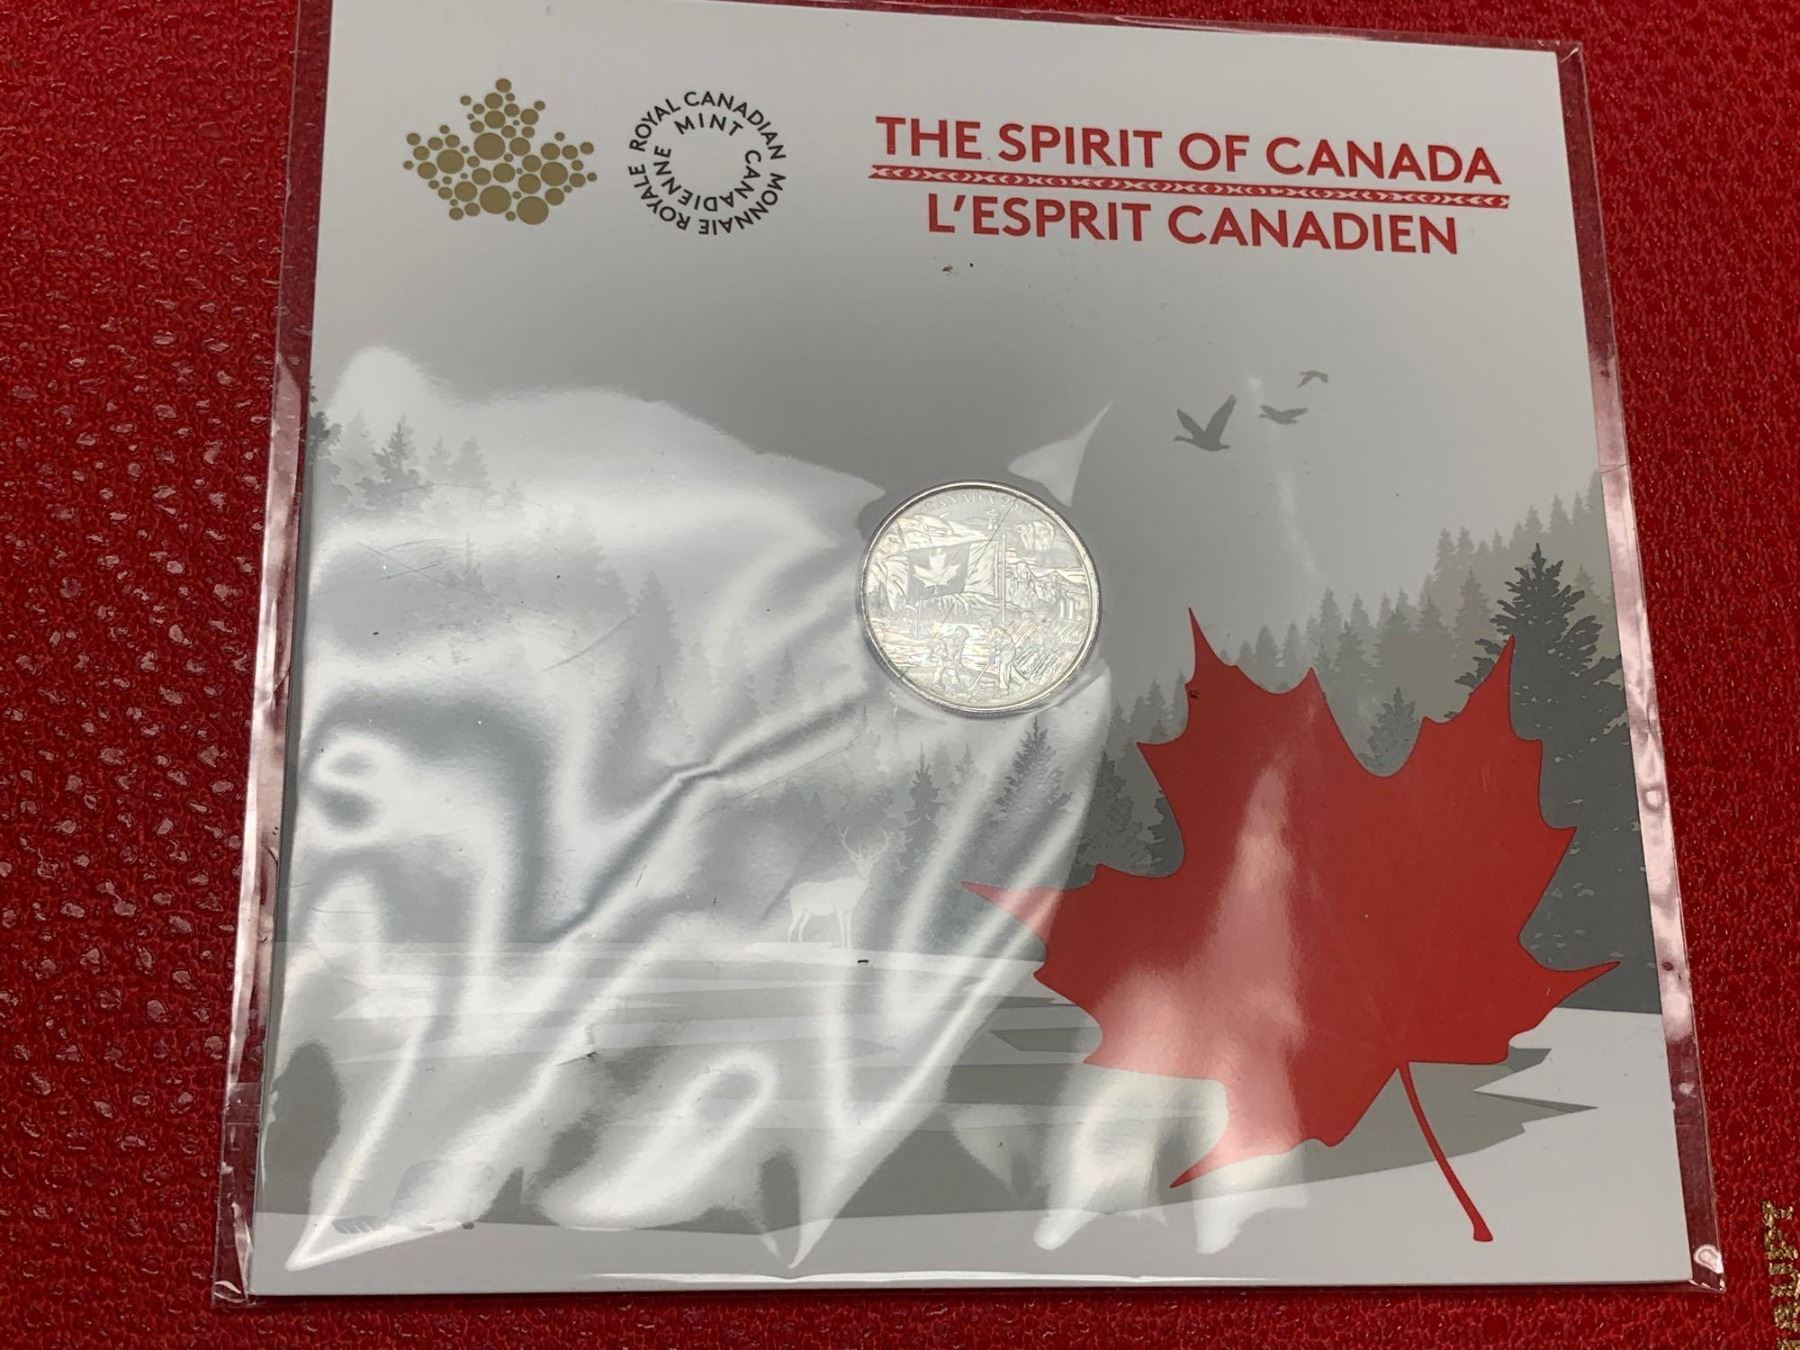 ROYAL CANADIAN MINT
MONNAIE ROYALE CANADIENNE
THE SPIRIT OF CANADA
L'ESPRIT CANADIEN
CANADA